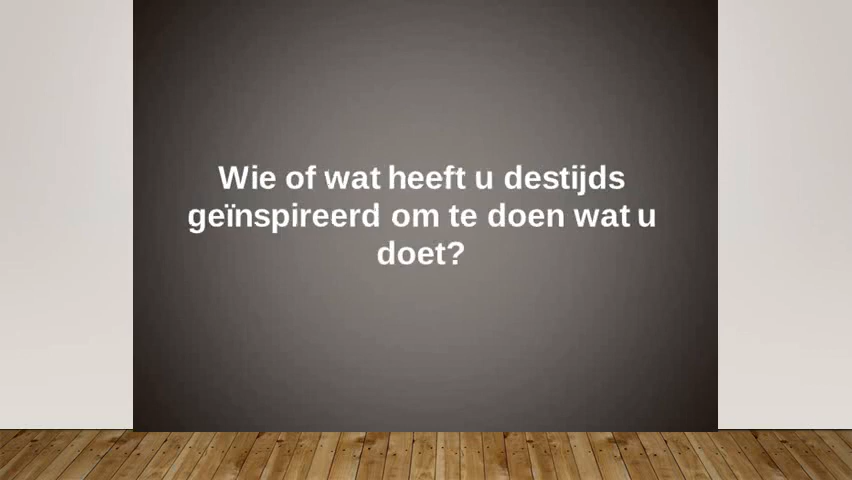 Wie of wat heeft u destijds
geïnspireerd om te doen wat u
doet?